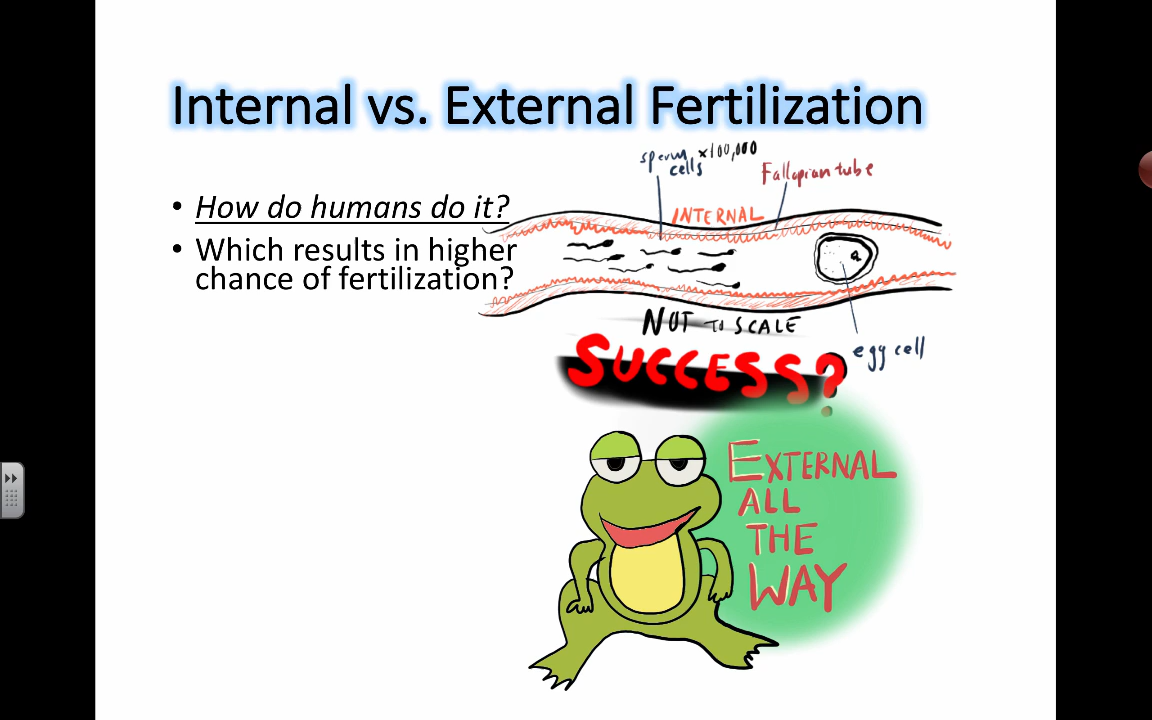 Internal vs. External Fertilization
sperm cells x100,000
Fallopian tube
• How do humans do it?
INTERNAL
• Which results in higher
chance of fertilization?
NOT TO SCALE
egg cell
SUCCESS?
EXTERNAL
ALL
THE
WAY